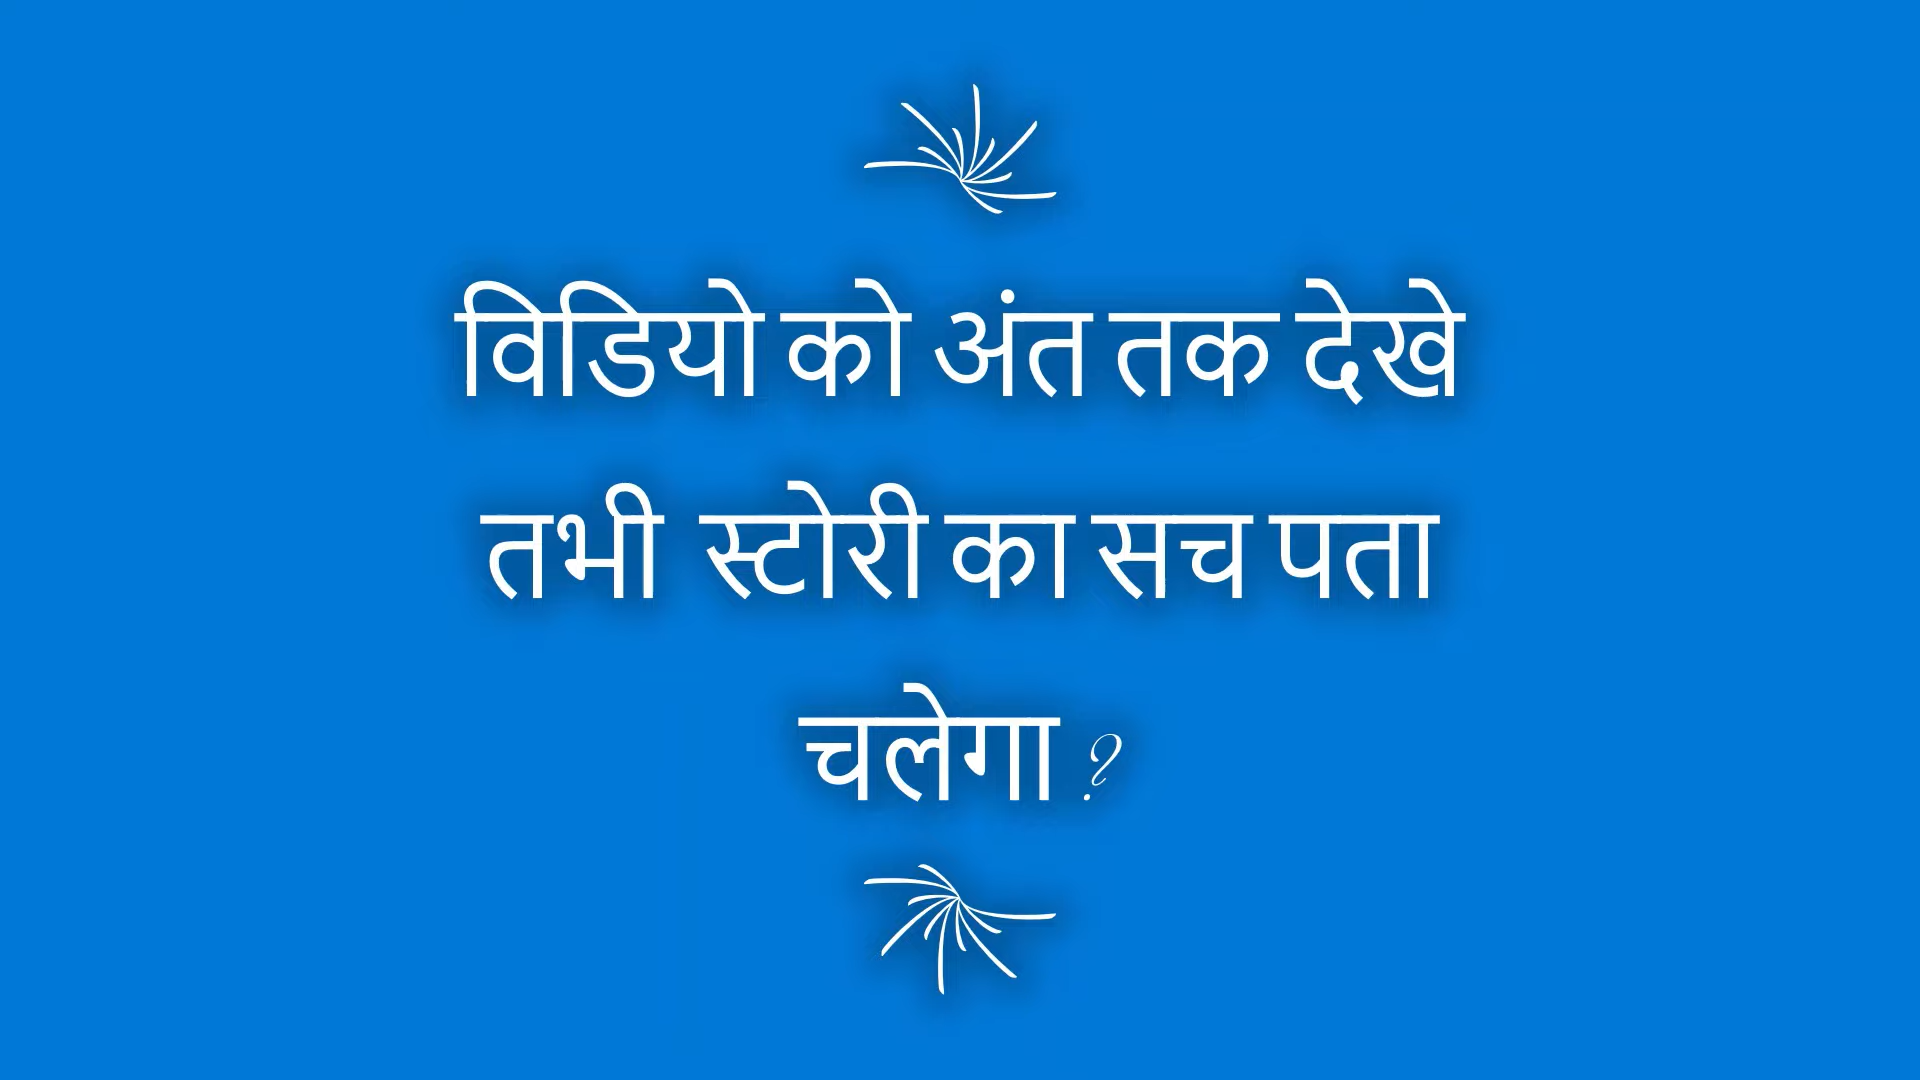 विडियो को अंत तक देखे
तभी स्टोरी का सच पता
चलेगा ?